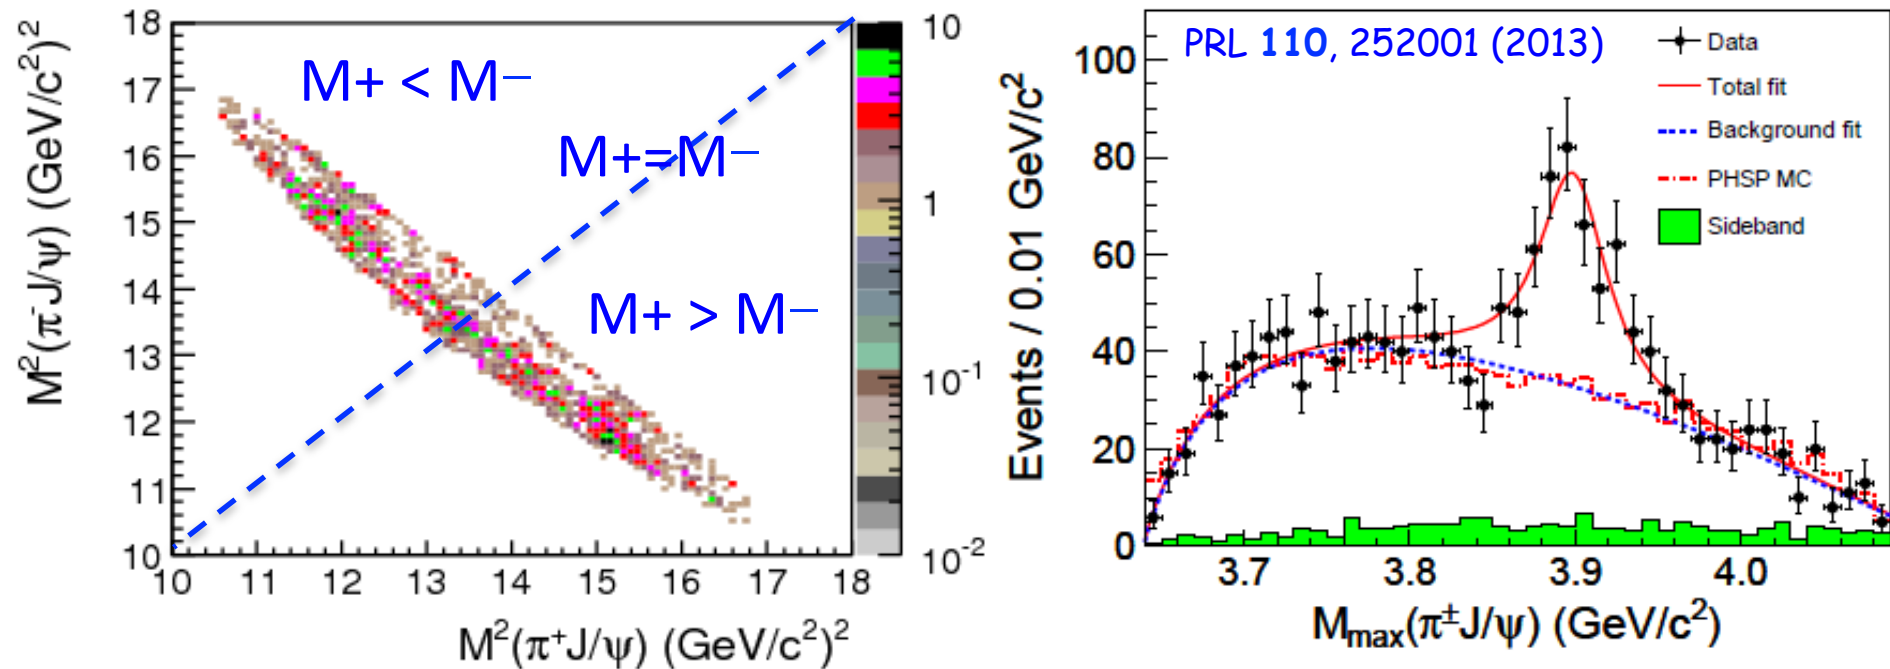 18
17
16
15
14
13
12
11
10
M²(π⁻J/ψ) (GeV/c²)²
M+ < M−
M+=M−
M+ > M−
10
1
10⁻¹
10⁻²
10 11 12 13 14 15 16 17 18
M²(π⁺J/ψ) (GeV/c²)²
PRL 110, 252001 (2013)
Data
Total fit
Background fit
PHSP MC
Sideband
100
80
60
40
20
0
Events / 0.01 GeV/c²
3.7 3.8 3.9 4.0
Mmax(π±J/ψ) (GeV/c²)